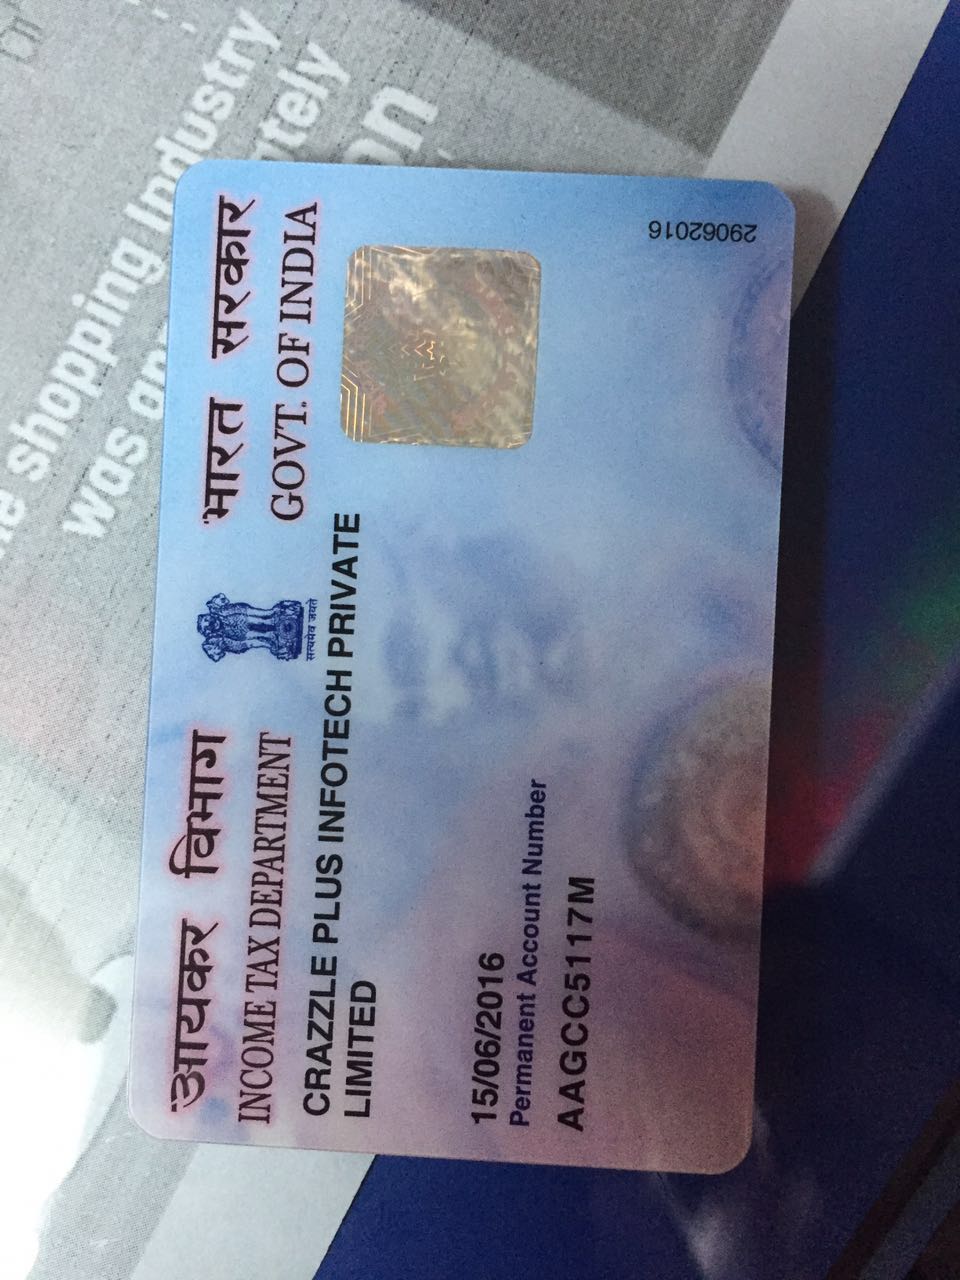 आयकर विभाग
INCOME TAX DEPARTMENT
सत्यमेव जयते
भारत सरकार
GOVT. OF INDIA
CRAZZLE PLUS INFOTECH PRIVATE
LIMITED
15/06/2016
Permanent Account Number
AAGCC5117M
29062016
shopping Industry
was